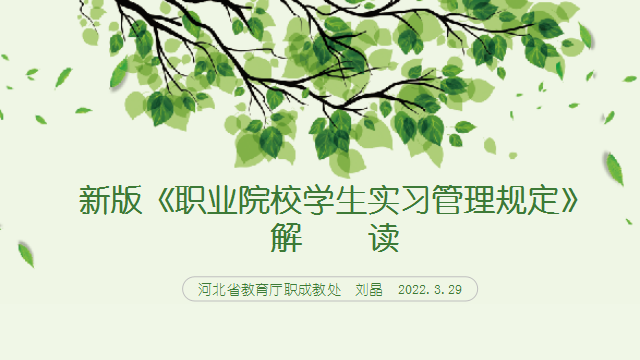 新版《职业院校学生实习管理规定》
解 读
河北省教育厅职成教处 刘晶 2022.3.29